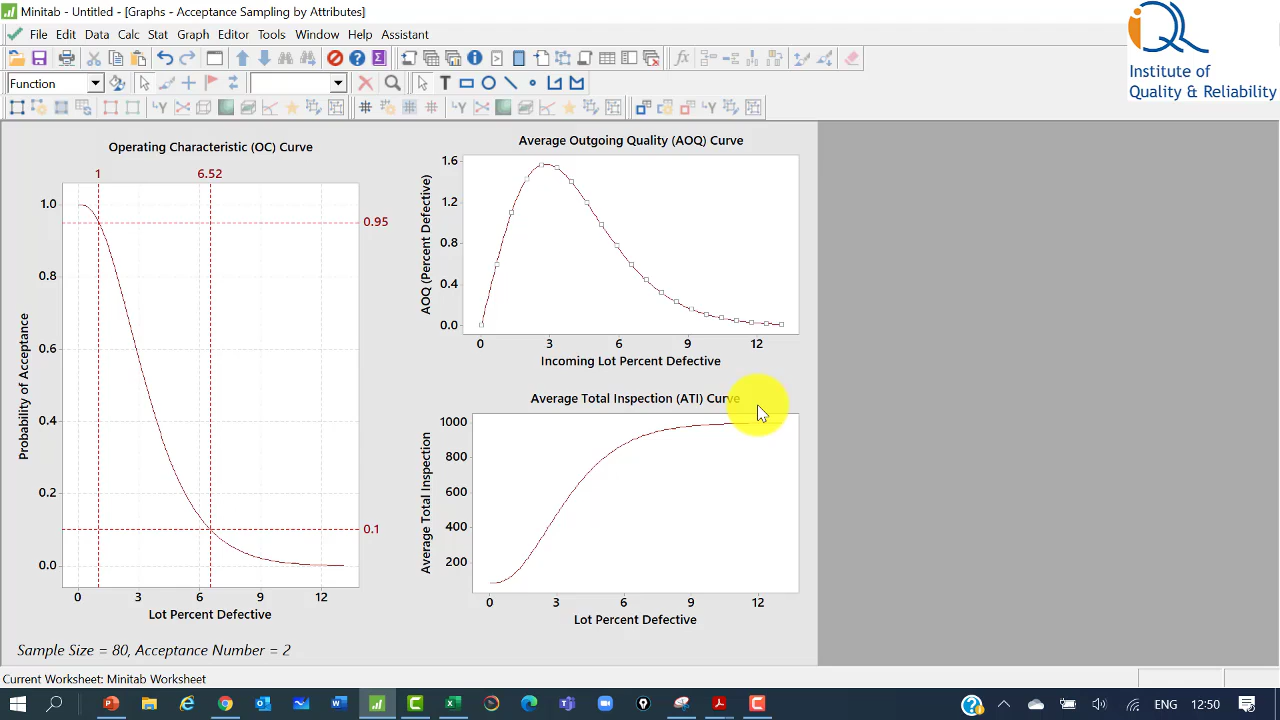 Minitab - Untitled - [Graphs - Acceptance Sampling by Attributes]
File Edit Data Calc Stat Graph Editor Tools Window Help Assistant
Function
iQR
Institute of
Quality & Reliability
Operating Characteristic (OC) Curve
1 6.52
1.0
0.95
0.8
0.6
0.4
0.2
0.1
0.0
Probability of Acceptance
0 3 6 9 12
Lot Percent Defective
Sample Size = 80, Acceptance Number = 2
Average Outgoing Quality (AOQ) Curve
1.6
1.2
0.8
0.4
0.0
AOQ (Percent Defective)
0 3 6 9 12
Incoming Lot Percent Defective
Average Total Inspection (ATI) Curve
1000
800
600
400
200
Average Total Inspection
0 3 6 9 12
Lot Percent Defective
Current Worksheet: Minitab Worksheet
ENG 12:50